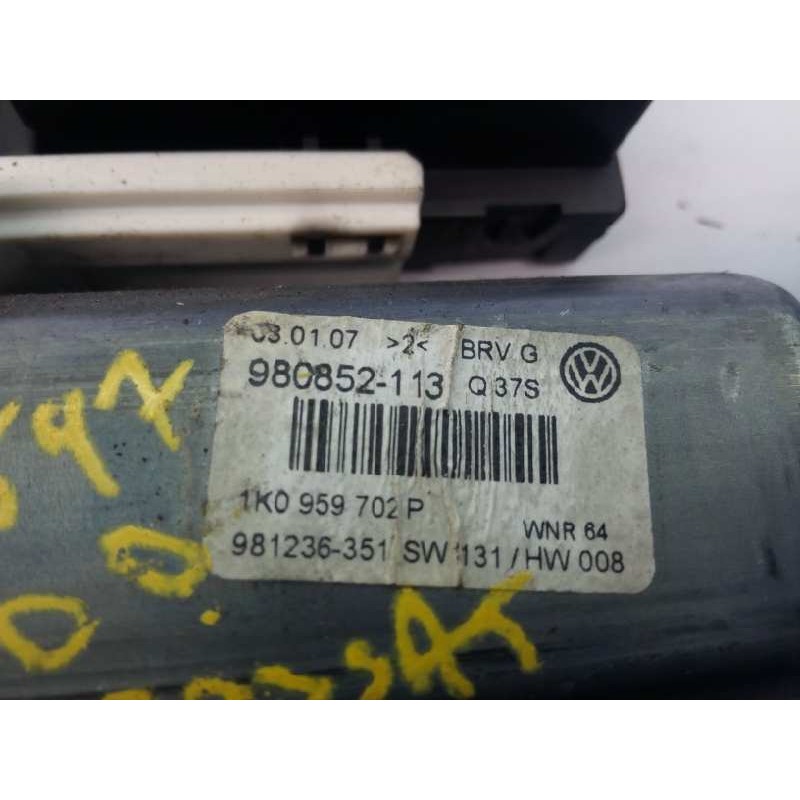 03.01.07 >2< BRV G
980852-113 Q 37S
1K0 959 702 P
WNR 64
981236-351 SW 131 / HW 008